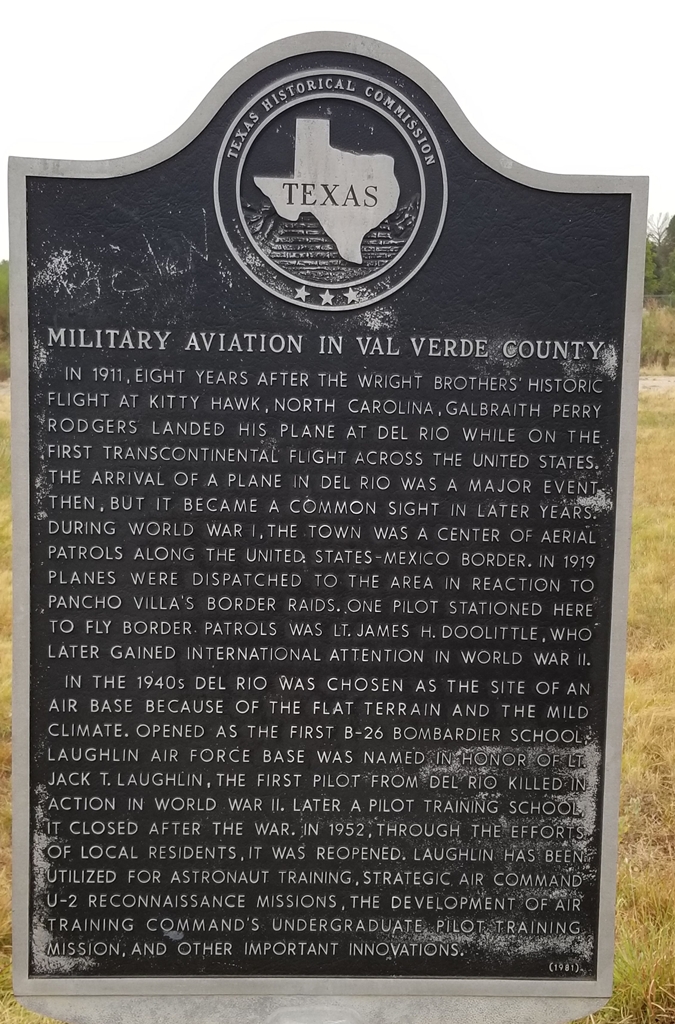 TEXAS HISTORICAL COMMISSION
TEXAS
MILITARY AVIATION IN VAL VERDE COUNTY
IN 1911, EIGHT YEARS AFTER THE WRIGHT BROTHERS' HISTORIC
FLIGHT AT KITTY HAWK, NORTH CAROLINA, GALBRAITH PERRY
RODGERS LANDED HIS PLANE AT DEL RIO WHILE ON THE
FIRST TRANSCONTINENTAL FLIGHT ACROSS THE UNITED STATES.
THE ARRIVAL OF A PLANE IN DEL RIO WAS A MAJOR EVENT
THEN, BUT IT BECAME A COMMON SIGHT IN LATER YEARS.
DURING WORLD WAR I, THE TOWN WAS A CENTER OF AERIAL
PATROLS ALONG THE UNITED STATES-MEXICO BORDER. IN 1919
PLANES WERE DISPATCHED TO THE AREA IN REACTION TO
PANCHO VILLA'S BORDER RAIDS. ONE PILOT STATIONED HERE
TO FLY BORDER PATROLS WAS LT. JAMES H. DOOLITTLE, WHO
LATER GAINED INTERNATIONAL ATTENTION IN WORLD WAR II.
IN THE 1940s DEL RIO WAS CHOSEN AS THE SITE OF AN
AIR BASE BECAUSE OF THE FLAT TERRAIN AND THE MILD
CLIMATE. OPENED AS THE FIRST B-26 BOMBARDIER SCHOOL,
LAUGHLIN AIR FORCE BASE WAS NAMED IN HONOR OF LT.
JACK T. LAUGHLIN, THE FIRST PILOT FROM DEL RIO KILLED IN
ACTION IN WORLD WAR II. LATER A PILOT TRAINING SCHOOL,
IT CLOSED AFTER THE WAR. IN 1952, THROUGH THE EFFORTS
OF LOCAL RESIDENTS, IT WAS REOPENED. LAUGHLIN HAS BEEN
UTILIZED FOR ASTRONAUT TRAINING, STRATEGIC AIR COMMAND
U-2 RECONNAISSANCE MISSIONS, THE DEVELOPMENT OF AIR
TRAINING COMMAND'S UNDERGRADUATE PILOT TRAINING
MISSION, AND OTHER IMPORTANT INNOVATIONS.
(1981)